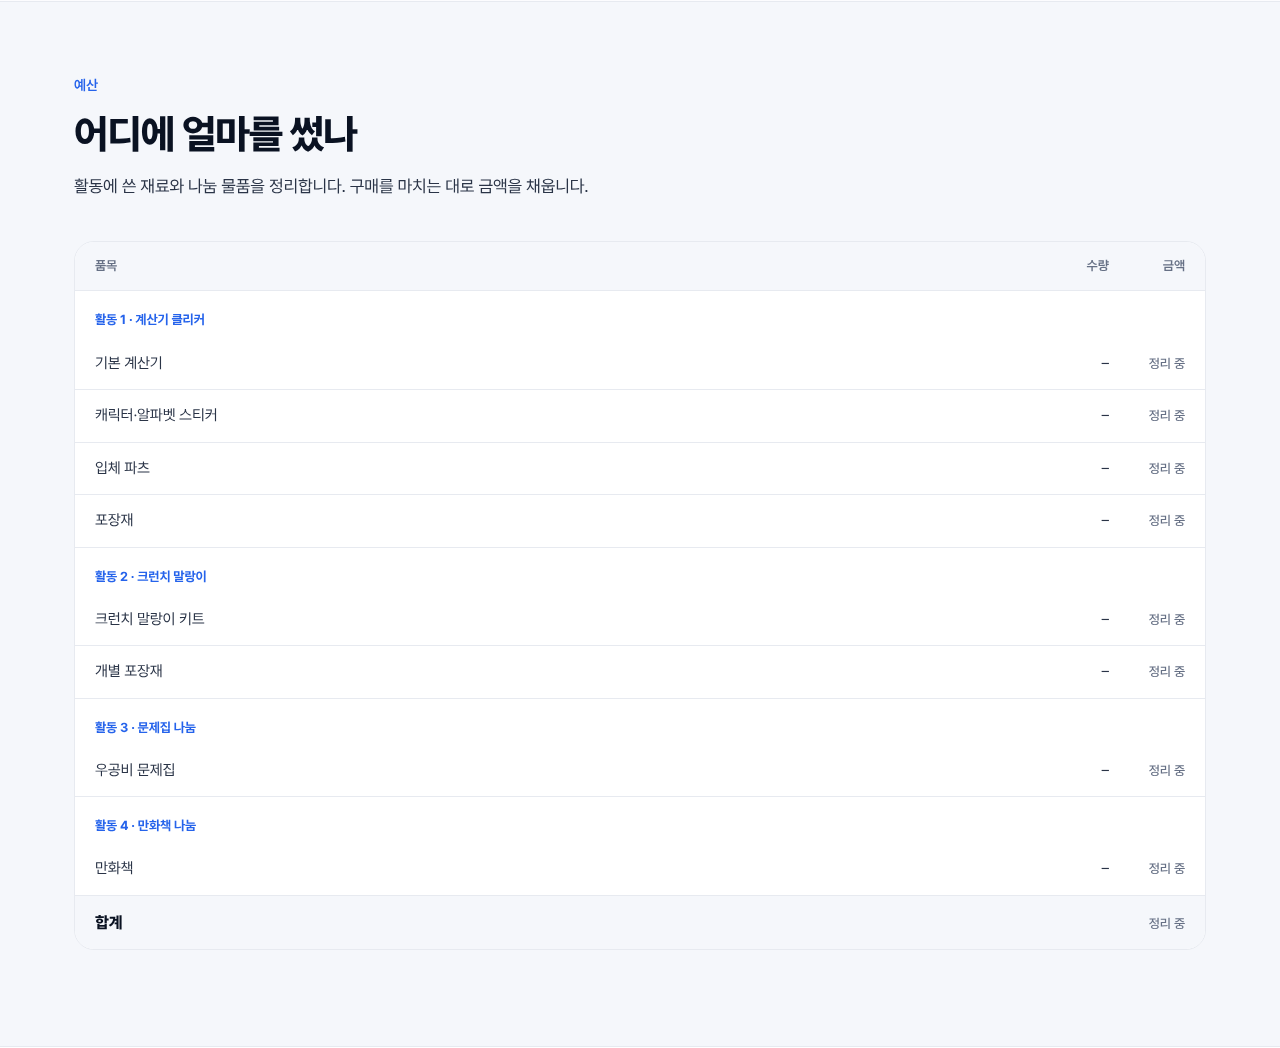 예산
어디에 얼마를 썼나
활동에 쓴 재료와 나눔 물품을 정리합니다. 구매를 마치는 대로 금액을 채웁니다.
품목 수량 금액
활동 1 · 계산기 클리커
기본 계산기 – 정리 중
캐릭터·알파벳 스티커 – 정리 중
입체 파츠 – 정리 중
포장재 – 정리 중
활동 2 · 크런치 말랑이
크런치 말랑이 키트 – 정리 중
개별 포장재 – 정리 중
활동 3 · 문제집 나눔
우공비 문제집 – 정리 중
활동 4 · 만화책 나눔
만화책 – 정리 중
합계 정리 중